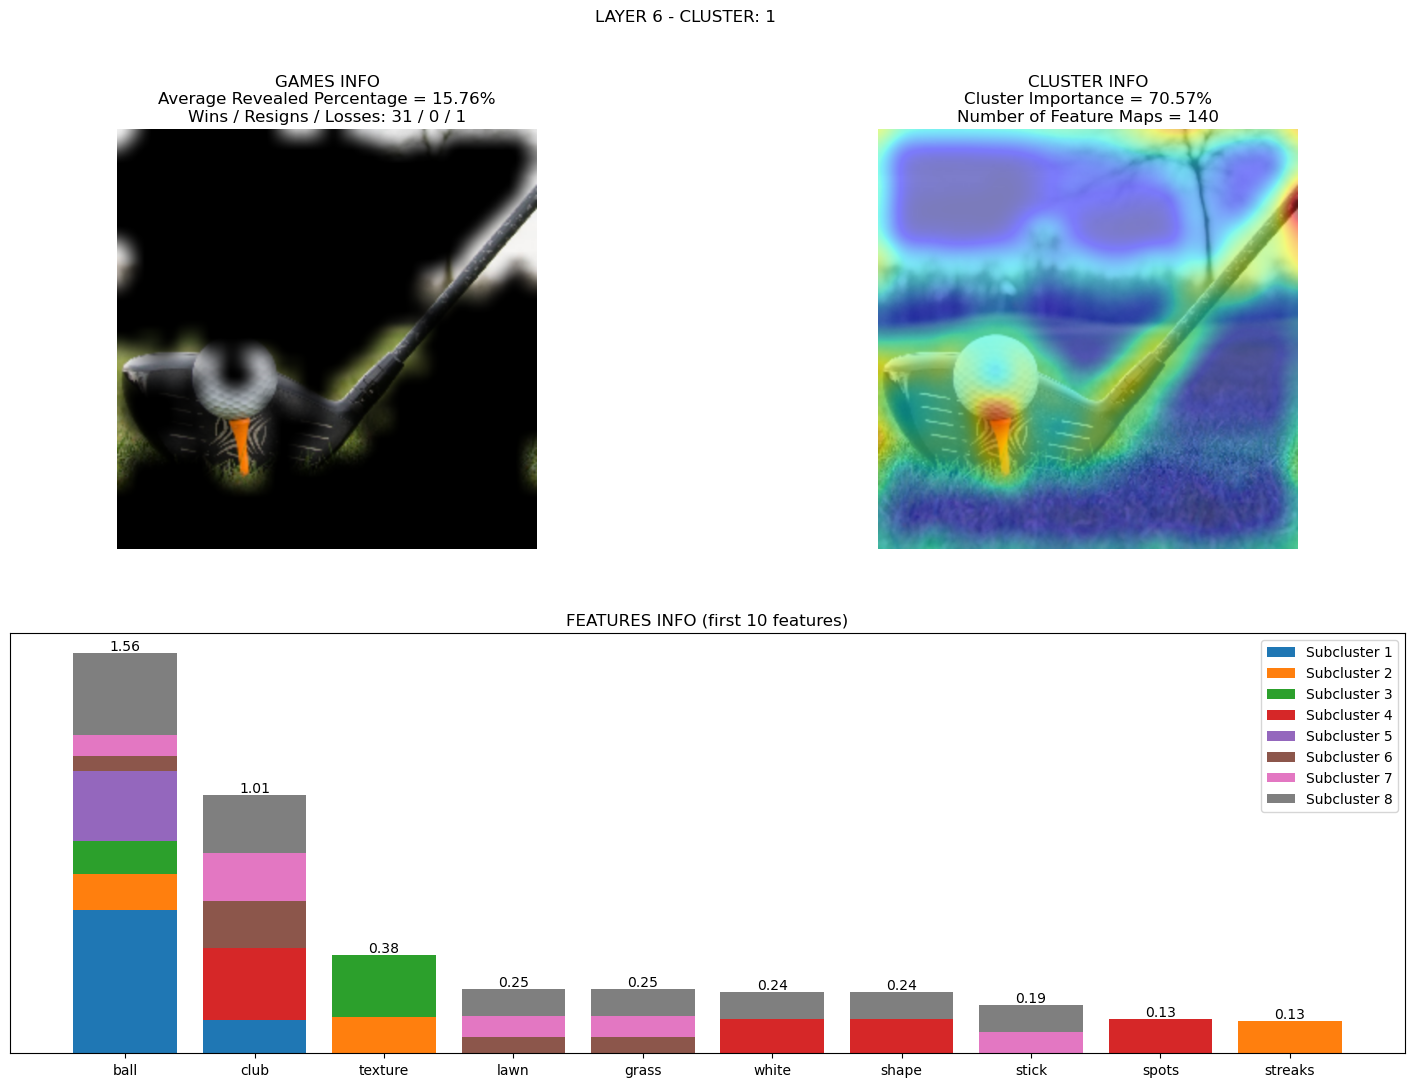 LAYER 6 - CLUSTER: 1
GAMES INFO
Average Revealed Percentage = 15.76%
Wins / Resigns / Losses: 31 / 0 / 1
CLUSTER INFO
Cluster Importance = 70.57%
Number of Feature Maps = 140
FEATURES INFO (first 10 features)
1.56
1.01
0.38
0.25
0.25
0.24
0.24
0.19
0.13
0.13
Subcluster 1
Subcluster 2
Subcluster 3
Subcluster 4
Subcluster 5
Subcluster 6
Subcluster 7
Subcluster 8
ball
club
texture
lawn
grass
white
shape
stick
spots
streaks